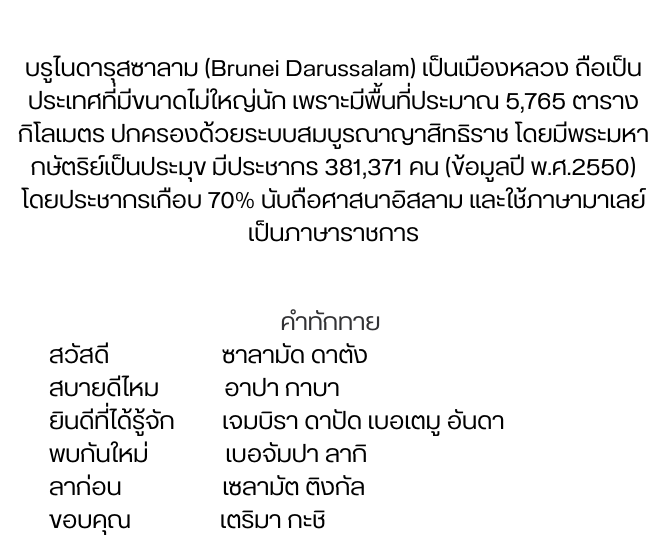 บรูไนดารุสซาลาม (Brunei Darussalam) เป็นเมืองหลวง ถือเป็น
ประเทศที่มีขนาดไม่ใหญ่นัก เพราะมีพื้นที่ประมาณ 5,765 ตาราง
กิโลเมตร ปกครองด้วยระบบสมบูรณาญาสิทธิราช โดยมีพระมหา
กษัตริย์เป็นประมุข มีประชากร 381,371 คน (ข้อมูลปี พ.ศ.2550)
โดยประชากรเกือบ 70% นับถือศาสนาอิสลาม และใช้ภาษามาเลย์
เป็นภาษาราชการ
คำทักทาย
สวัสดี ซาลามัด ดาตัง
สบายดีไหม อาปา กาบา
ยินดีที่ได้รู้จัก เจมบิรา ดาปัด เบอเตมู อันดา
พบกันใหม่ เบอจัมปา ลากิ
ลาก่อน เซลามัต ติงกัล
ขอบคุณ เตริมา กะชิ